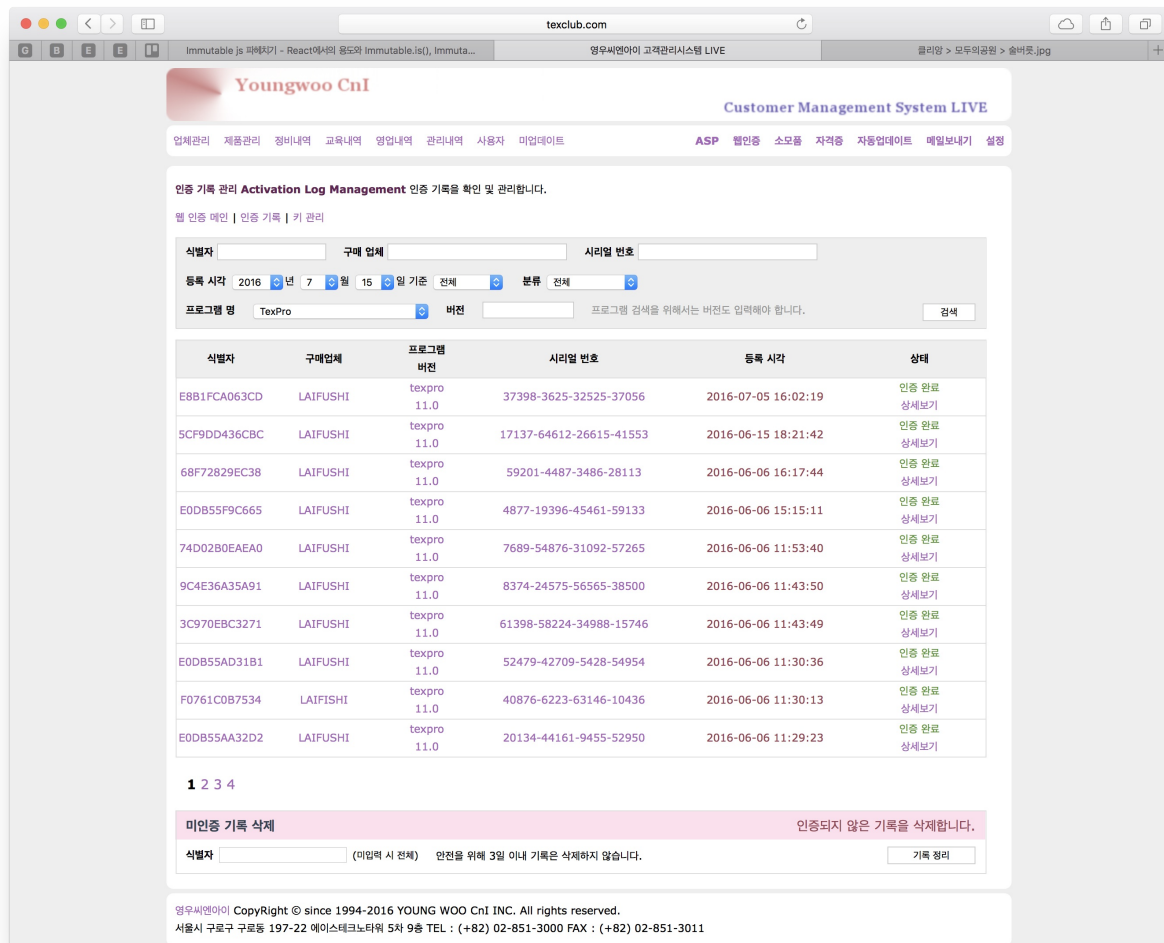 texclub.com
G B E E
Immutable js 파헤치기 - React에서의 용도와 Immutable.is(), Immuta...
영우씨엔아이 고객관리시스템 LIVE
클리앙 > 모두의공원 > 술버릇.jpg
Youngwoo CnI
Customer Management System LIVE
업체관리 제품관리 정비내역 교육내역 영업내역 관리내역 사용자 미업데이트 ASP 웹인증 소모품 자격증 자동업데이트 메일보내기 설정
인증 기록 관리 Activation Log Management 인증 기록을 확인 및 관리합니다.
웹 인증 메인 | 인증 기록 | 키 관리
식별자 구매 업체 시리얼 번호
등록 시각 2016 년 7 월 15 일 기준 전체 분류 전체
프로그램 명 TexPro 버전 프로그램 검색을 위해서는 버전도 입력해야 합니다. 검색
식별자 구매업체 프로그램 버전 시리얼 번호 등록 시각 상태
E8B1FCA063CD LAIFUSHI texpro 11.0 37398-3625-32525-37056 2016-07-05 16:02:19 인증 완료 상세보기
5CF9DD436CBC LAIFUSHI texpro 11.0 17137-64612-26615-41553 2016-06-15 18:21:42 인증 완료 상세보기
68F72829EC38 LAIFUSHI texpro 11.0 59201-4487-3486-28113 2016-06-06 16:17:44 인증 완료 상세보기
E0DB55F9C665 LAIFUSHI texpro 11.0 4877-19396-45461-59133 2016-06-06 15:15:11 인증 완료 상세보기
74D02B0EAEA0 LAIFUSHI texpro 11.0 7689-54876-31092-57265 2016-06-06 11:53:40 인증 완료 상세보기
9C4E36A35A91 LAIFUSHI texpro 11.0 8374-24575-56565-38500 2016-06-06 11:43:50 인증 완료 상세보기
3C970EBC3271 LAIFUSHI texpro 11.0 61398-58224-34988-15746 2016-06-06 11:43:49 인증 완료 상세보기
E0DB55AD31B1 LAIFUSHI texpro 11.0 52479-42709-5428-54954 2016-06-06 11:30:36 인증 완료 상세보기
F0761C0B7534 LAIFISHI texpro 11.0 40876-6223-63146-10436 2016-06-06 11:30:13 인증 완료 상세보기
E0DB55AA32D2 LAIFUSHI texpro 11.0 20134-44161-9455-52950 2016-06-06 11:29:23 인증 완료 상세보기
1 2 3 4
미인증 기록 삭제 인증되지 않은 기록을 삭제합니다.
식별자 (미입력 시 전체) 안전을 위해 3일 이내 기록은 삭제하지 않습니다. 기록 정리
영우씨엔아이 CopyRight © since 1994-2016 YOUNG WOO CnI INC. All rights reserved.
서울시 구로구 구로동 197-22 에이스테크노타워 5차 9층 TEL : (+82) 02-851-3000 FAX : (+82) 02-851-3011